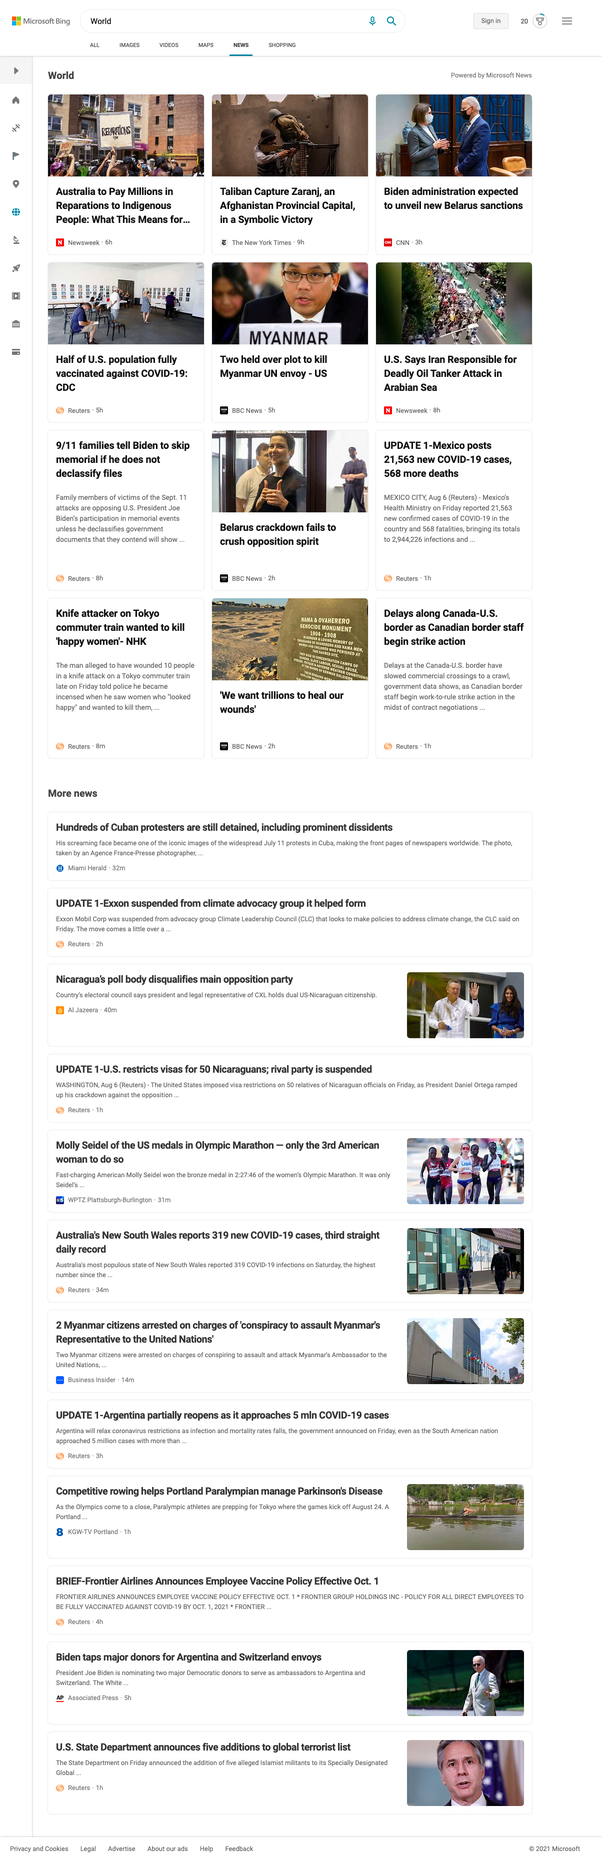 Microsoft Bing
World
Sign in
20
ALL
IMAGES
VIDEOS
MAPS
NEWS
SHOPPING
World
Powered by Microsoft News
REPARATIONS
Australia to Pay Millions in
Reparations to Indigenous
People: What This Means for...
Newsweek · 6h
Taliban Capture Zaranj, an
Afghanistan Provincial Capital,
in a Symbolic Victory
The New York Times · 9h
Biden administration expected
to unveil new Belarus sanctions
CNN · 3h
Half of U.S. population fully
vaccinated against COVID-19:
CDC
Reuters · 5h
MYANMAR
Two held over plot to kill
Myanmar UN envoy - US
BBC News · 5h
U.S. Says Iran Responsible for
Deadly Oil Tanker Attack in
Arabian Sea
Newsweek · 8h
9/11 families tell Biden to skip
memorial if he does not
declassify files
Family members of victims of the Sept. 11
attacks are opposing U.S. President Joe
Biden's participation in memorial events
unless he declassifies government
documents that they contend will show ...
Reuters · 8h
Belarus crackdown fails to
crush opposition spirit
BBC News · 2h
UPDATE 1-Mexico posts
21,563 new COVID-19 cases,
568 more deaths
MEXICO CITY, Aug 6 (Reuters) - Mexico's
Health Ministry on Friday reported 21,563
new confirmed cases of COVID-19 in the
country and 568 fatalities, bringing its totals
to 2,944,226 infections and ...
Reuters · 1h
Knife attacker on Tokyo
commuter train wanted to kill
'happy women'- NHK
The man alleged to have wounded 10 people
in a knife attack on a Tokyo commuter train
late on Friday told police he became
incensed when he saw women who "looked
happy" and wanted to kill them, ...
Reuters · 8m
NAMA & OVAHERERO
GENOCIDE MONUMENT
1904 - 1908
'We want trillions to heal our
wounds'
BBC News · 2h
Delays along Canada-U.S.
border as Canadian border staff
begin strike action
Delays at the Canada-U.S. border have
slowed commercial crossings to a crawl,
government data shows, as Canadian border
staff begin work-to-rule strike action in the
midst of contract negotiations ...
Reuters · 1h
More news
Hundreds of Cuban protesters are still detained, including prominent dissidents
His screaming face became one of the iconic images of the widespread July 11 protests in Cuba, making the front pages of newspapers worldwide. The photo,
taken by an Agence France-Presse photographer, ...
Miami Herald · 32m
UPDATE 1-Exxon suspended from climate advocacy group it helped form
Exxon Mobil Corp was suspended from advocacy group Climate Leadership Council (CLC) that looks to make policies to address climate change, the CLC said on
Friday. The move comes a little over a ...
Reuters · 2h
Nicaragua's poll body disqualifies main opposition party
Country's electoral council says president and legal representative of CXL holds dual US-Nicaraguan citizenship.
Al Jazeera · 40m
UPDATE 1-U.S. restricts visas for 50 Nicaraguans; rival party is suspended
WASHINGTON, Aug 6 (Reuters) - The United States imposed visa restrictions on 50 relatives of Nicaraguan officials on Friday, as President Daniel Ortega ramped
up his crackdown against the opposition ...
Reuters · 1h
Molly Seidel of the US medals in Olympic Marathon — only the 3rd American
woman to do so
Fast-charging American Molly Seidel won the bronze medal in 2:27:46 of the women's Olympic Marathon. It was only
Seidel's ...
WPTZ Plattsburgh-Burlington · 31m
Australia's New South Wales reports 319 new COVID-19 cases, third straight
daily record
Australia's most populous state of New South Wales reported 319 COVID-19 infections on Saturday, the highest
number since the ...
Reuters · 34m
2 Myanmar citizens arrested on charges of 'conspiracy to assault Myanmar's
Representative to the United Nations'
Two Myanmar citizens were arrested on charges of conspiring to assault and attack Myanmar's Ambassador to the
United Nations, ...
Business Insider · 14m
UPDATE 1-Argentina partially reopens as it approaches 5 mln COVID-19 cases
Argentina will relax coronavirus restrictions as infection and mortality rates falls, the government announced on Friday, even as the South American nation
approached 5 million cases with more than ...
Reuters · 3h
Competitive rowing helps Portland Paralympian manage Parkinson's Disease
As the Olympics come to a close, Paralympic athletes are prepping for Tokyo where the games kick off August 24. A
Portland ...
KGW-TV Portland · 1h
BRIEF-Frontier Airlines Announces Employee Vaccine Policy Effective Oct. 1
FRONTIER AIRLINES ANNOUNCES EMPLOYEE VACCINE POLICY EFFECTIVE OCT. 1 * FRONTIER GROUP HOLDINGS INC - POLICY FOR ALL DIRECT EMPLOYEES TO
BE FULLY VACCINATED AGAINST COVID-19 BY OCT. 1, 2021 * FRONTIER ...
Reuters · 4h
Biden taps major donors for Argentina and Switzerland envoys
President Joe Biden is nominating two major Democratic donors to serve as ambassadors to Argentina and
Switzerland. The White ...
AP Associated Press · 5h
U.S. State Department announces five additions to global terrorist list
The State Department on Friday announced the addition of five alleged Islamist militants to its Specially Designated
Global ...
Reuters · 1h
Privacy and Cookies
Legal
Advertise
About our ads
Help
Feedback
© 2021 Microsoft